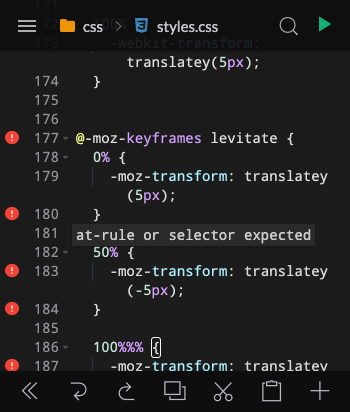 css > styles.css
171
172 100% {
173 -webkit-transform:
translatey(5px);
174 }
175
176
177 @-moz-keyframes levitate {
178 0% {
179 -moz-transform: translatey
(5px);
180 }
181 at-rule or selector expected
182 50% {
183 -moz-transform: translatey
(-5px);
184 }
185
186 100%%% {
187 -moz-transform: translatey